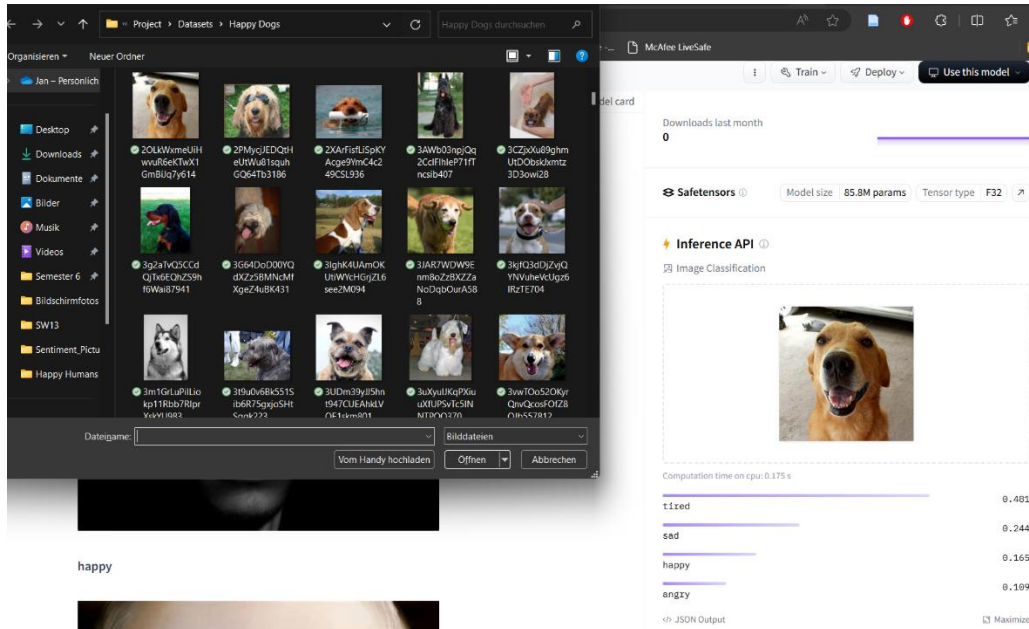 Project > Datasets > Happy Dogs
Happy Dogs durchsuchen
Organisieren
Neuer Ordner
Jan – Persönlich
Desktop
Downloads
Dokumente
Bilder
Musik
Videos
Semester 6
Bildschirmfotos
SW13
Sentiment_Pictu
Happy Humans
2OLkWxmeUiH
wvuR6eKTwX1
GmBiJq7y614
2PMycjJEDQtH
eUtWu81squh
GQ64Tb3186
2XArFisfLiSpKY
Acge9YmC4c2
49CSL936
3AWb03npjQq
2CclFIhIeP71fT
ncsib407
3CZjxXu89ghm
UtDObskJxmtz
3D3owi28
3g2aTvQ5CCd
QjTx6EQhZS9h
f6Wai87941
3G64DoD00YQ
dXZz5BMNcMf
XgeZ4uBK431
3IghK4UAmOK
UtiWYcHGrjZL6
see2M094
3JAR7WDW9E
nm8oZzBXZZa
NoDqbOurA58
8
3kjfQ3dDjZvjQ
YNVuheVcUgz6
IRzTE704
3m1GrLuPilLio
kp11Rbb7RIpr
3t9u0v6Bk551S
ib6R75gxjoSHt
3UDm39yJJ5hn
t947CUEAhkLV
3uXyuIJKqPXiu
uXfUPSvTc5IN
3vwTOo52OKyr
QnvQcosFOfZ8
Dateiname:
Bilddateien
Vom Handy hochladen
Öffnen
Abbrechen
happy
McAfee LiveSafe
Train
Deploy
Use this model
del card
Downloads last month
0
Safetensors
Model size 85.8M params
Tensor type F32
Inference API
Image Classification
Computation time on cpu: 0.175 s
tired 0.481
sad 0.244
happy 0.165
angry 0.109
</> JSON Output
Maximize